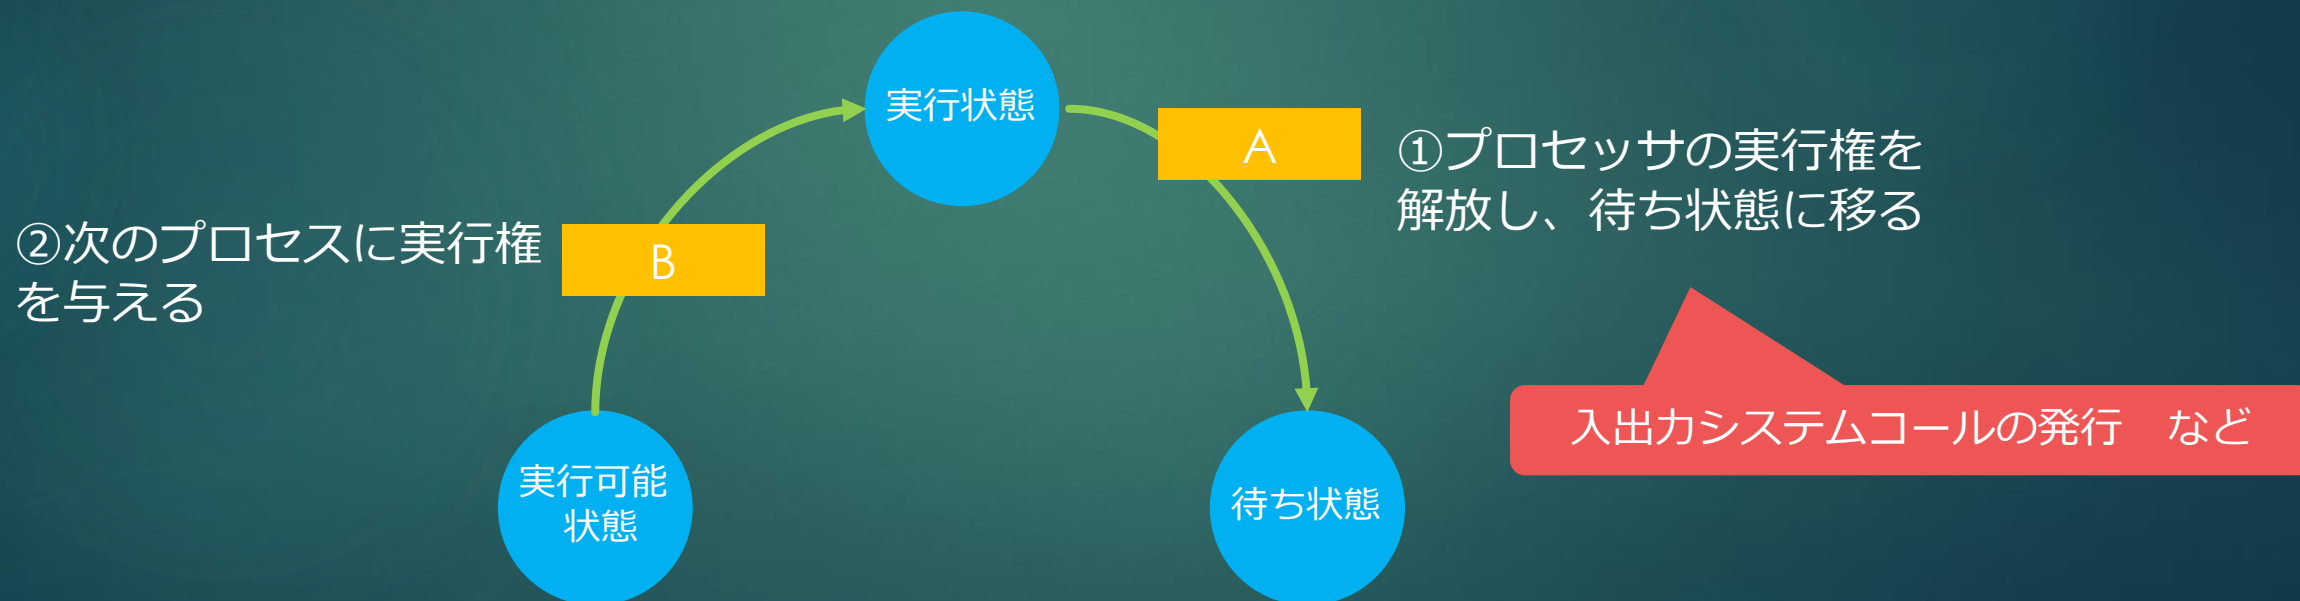 実行状態
A
①プロセッサの実行権を
解放し、待ち状態に移る
②次のプロセスに実行権
を与える
B
入出力システムコールの発行　など
実行可能
状態
待ち状態